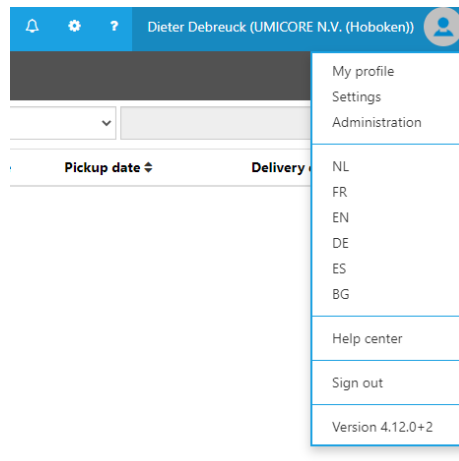 ? Dieter Debreuck (UMICORE N.V. (Hoboken))
My profile
Settings
Administration
Pickup date Delivery
NL
FR
EN
DE
ES
BG
Help center
Sign out
Version 4.12.0+2